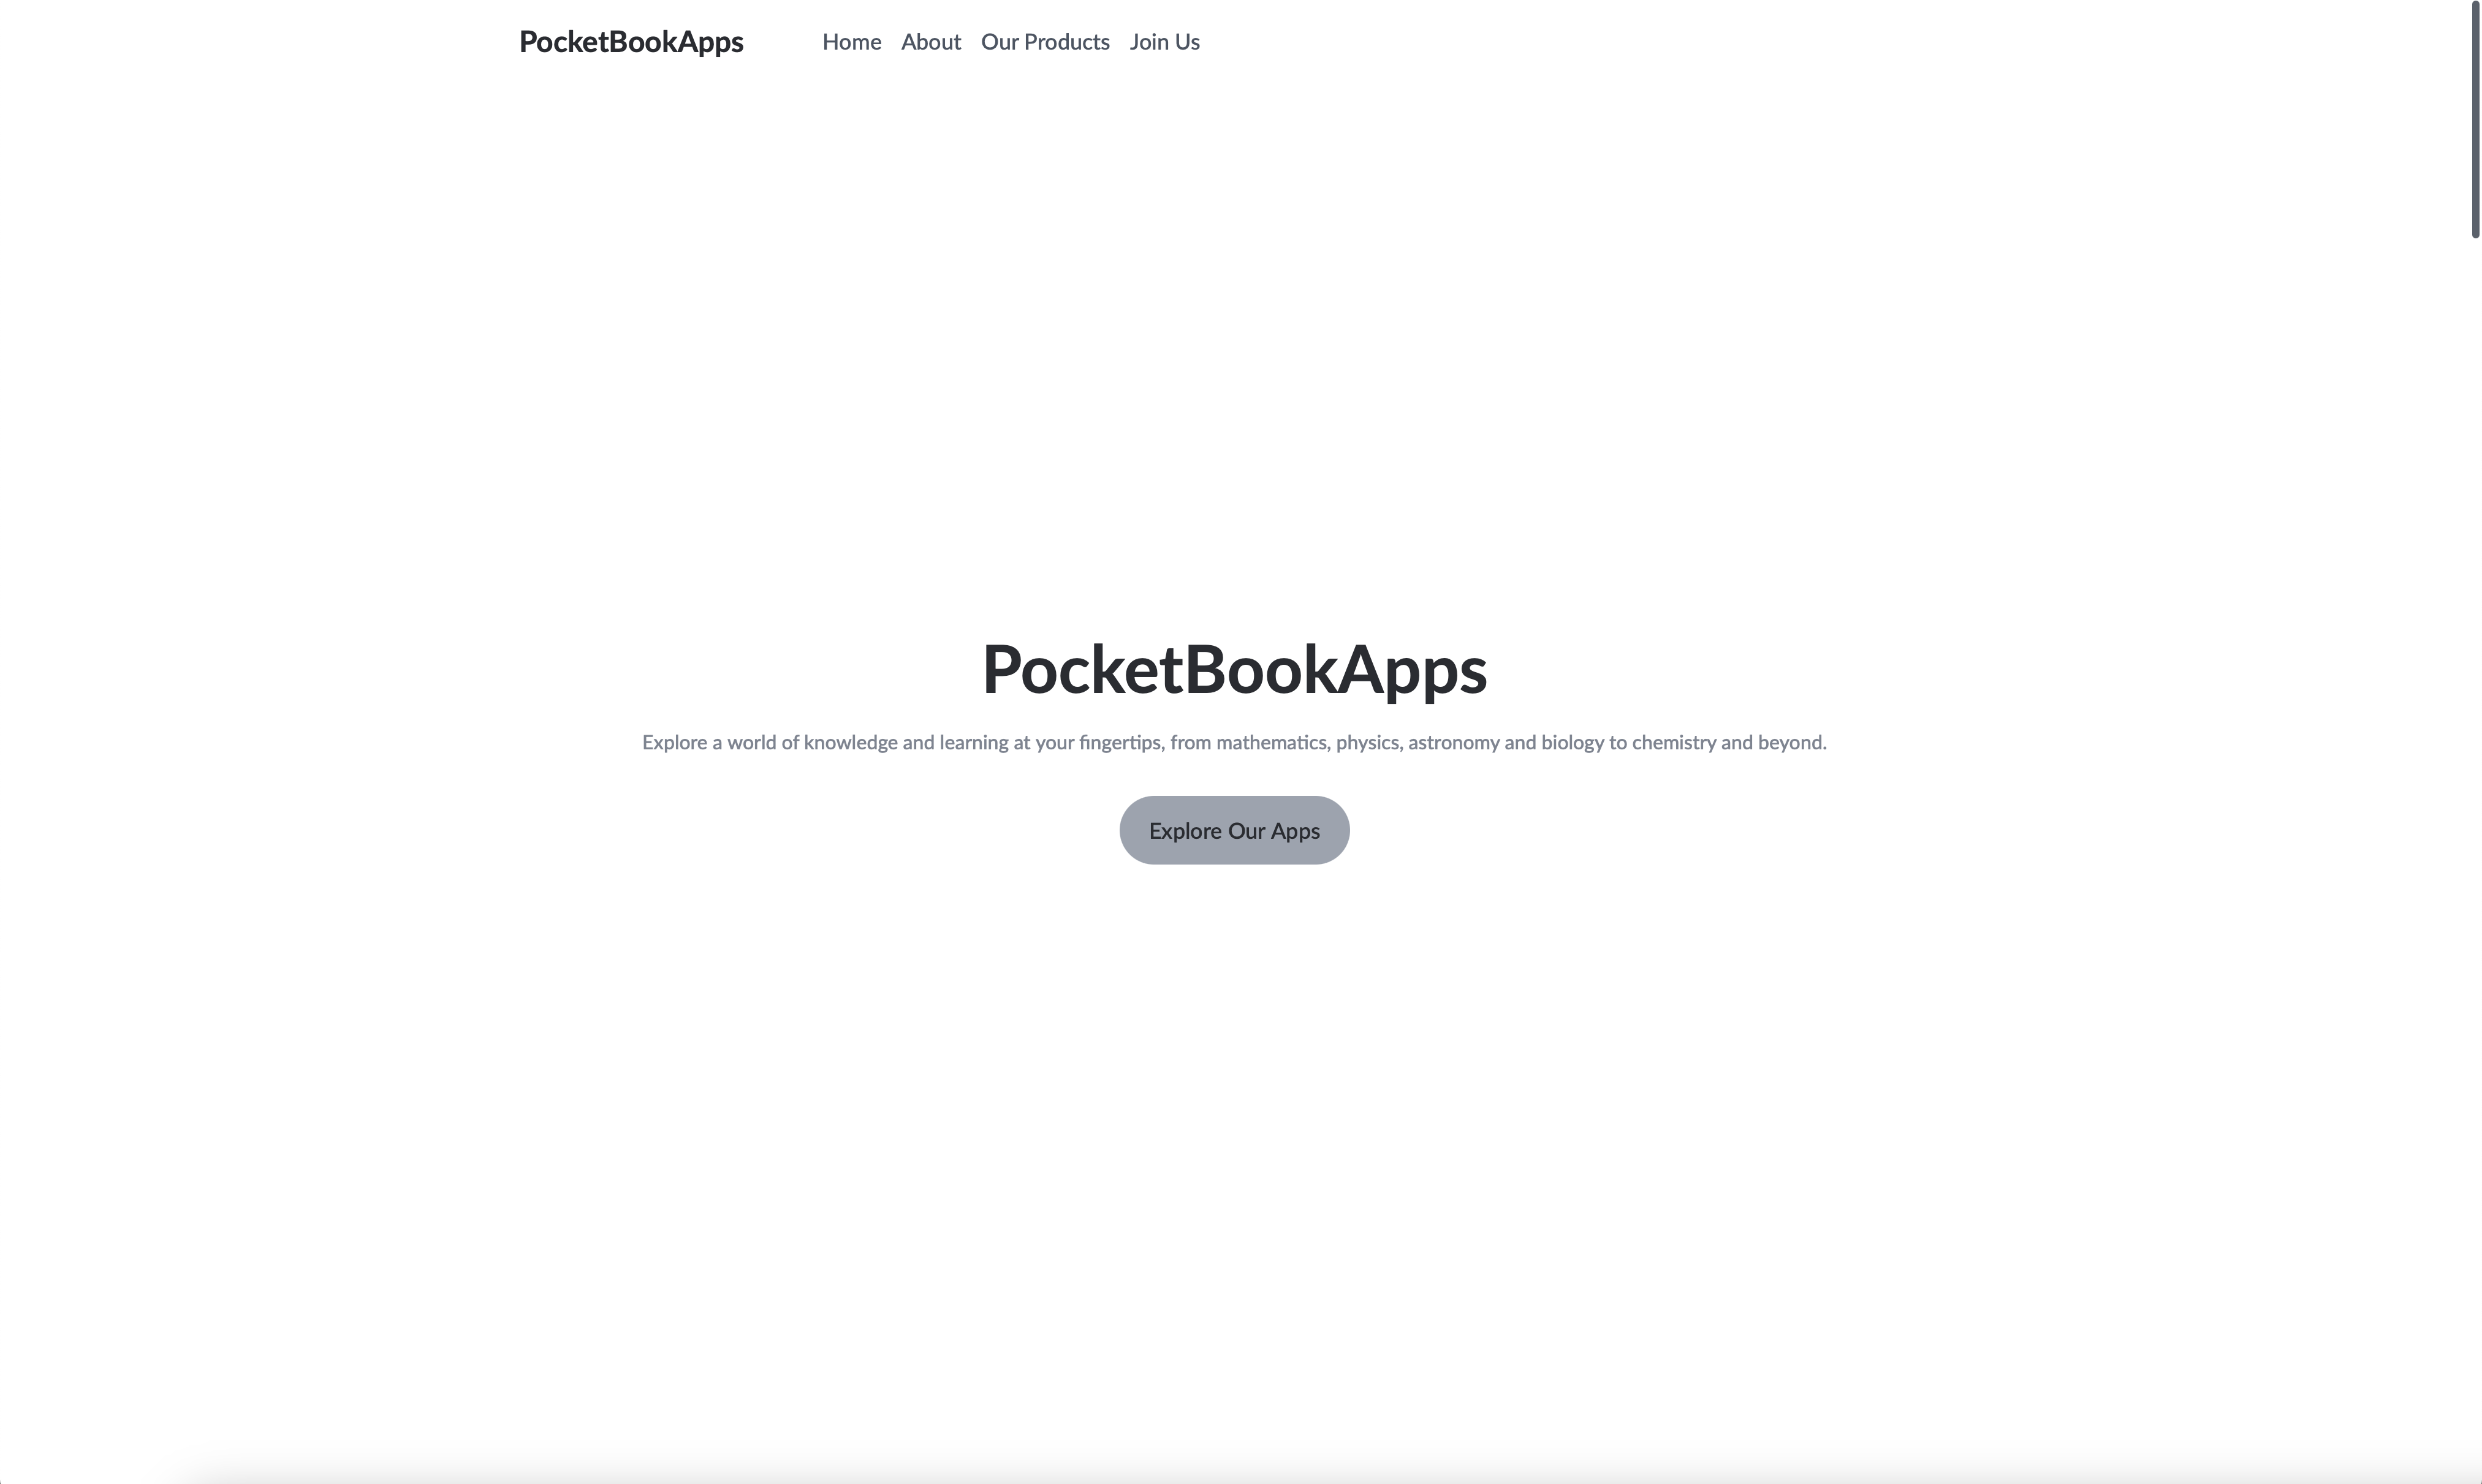 PocketBookApps Home About Our Products Join Us
PocketBookApps
Explore a world of knowledge and learning at your fingertips, from mathematics, physics, astronomy and biology to chemistry and beyond.
Explore Our Apps